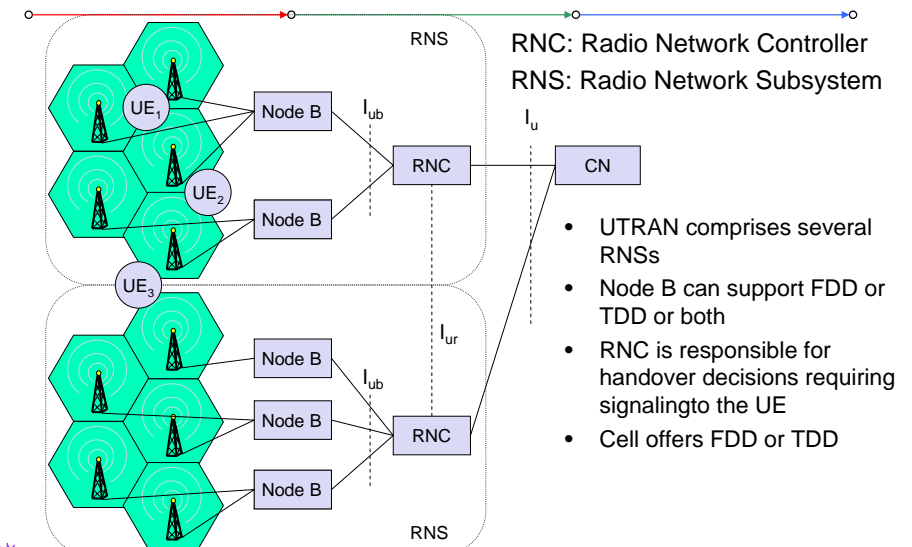 RNS
RNC: Radio Network Controller
RNS: Radio Network Subsystem
UE1
Node B
Iub
Iu
RNC
CN
UE2
Node B
• UTRAN comprises several
RNSs
UE3
• Node B can support FDD or
TDD or both
Iur
Node B
Iub
• RNC is responsible for
handover decisions requiring
signalingto the UE
Node B
RNC
• Cell offers FDD or TDD
Node B
RNS